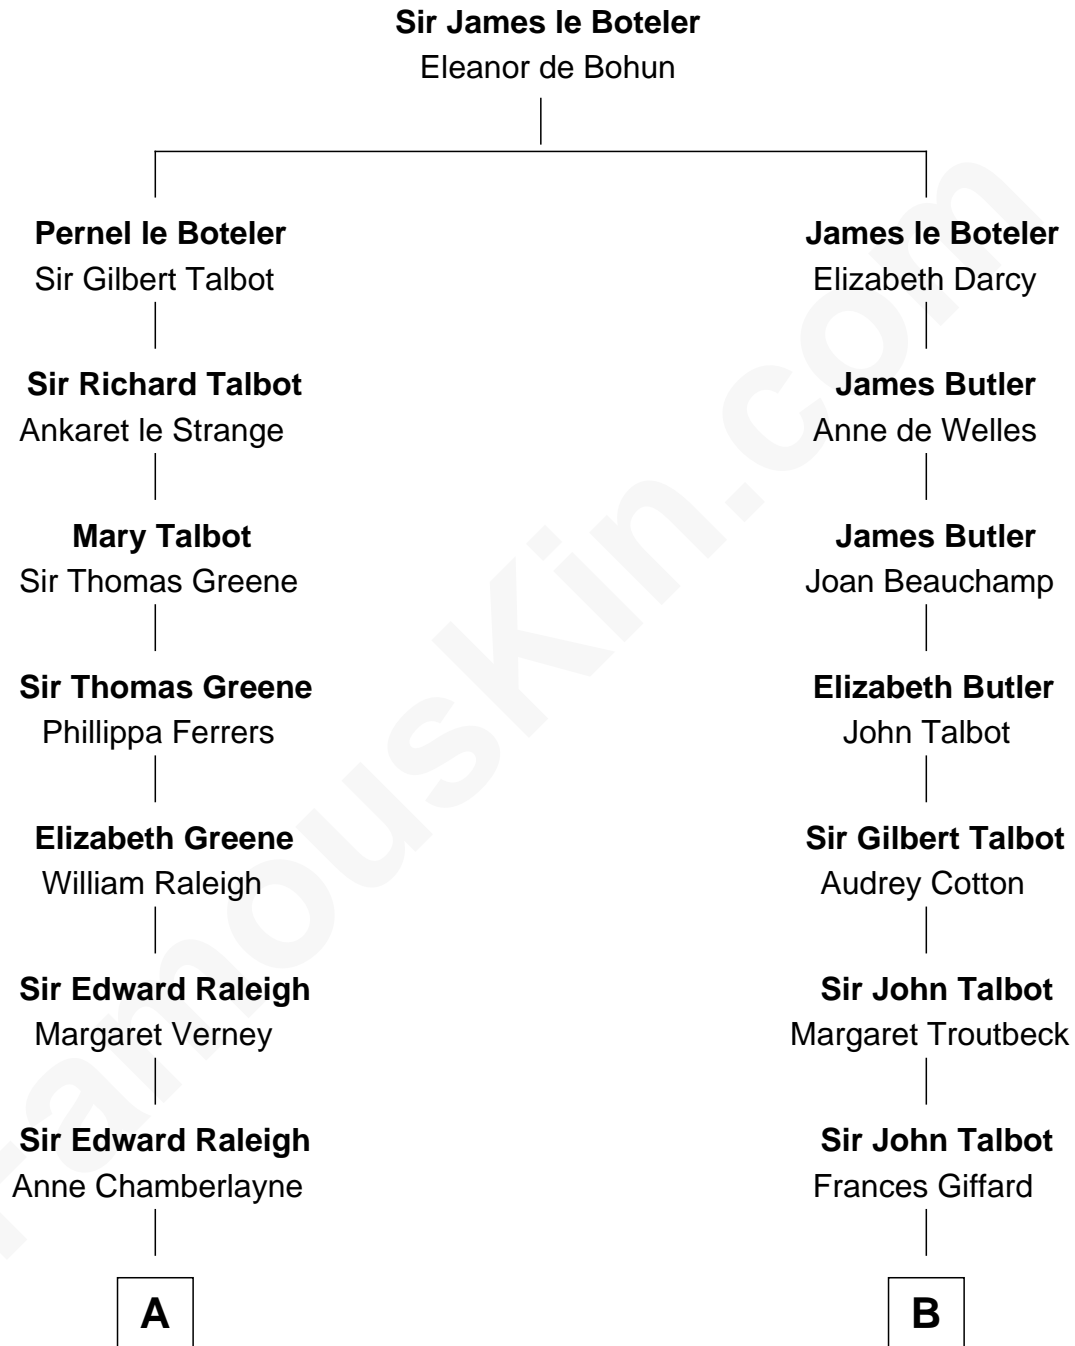 Sir James le Boteler
Eleanor de Bohun
Pernel le Boteler
Sir Gilbert Talbot
James le Boteler
Elizabeth Darcy
Sir Richard Talbot
Ankaret le Strange
James Butler
Anne de Welles
Mary Talbot
Sir Thomas Greene
James Butler
Joan Beauchamp
Sir Thomas Greene
Phillippa Ferrers
Elizabeth Butler
John Talbot
Elizabeth Greene
William Raleigh
Sir Gilbert Talbot
Audrey Cotton
Sir Edward Raleigh
Margaret Verney
Sir John Talbot
Margaret Troutbeck
Sir Edward Raleigh
Anne Chamberlayne
Sir John Talbot
Frances Giffard
A
B
FamousKin.com